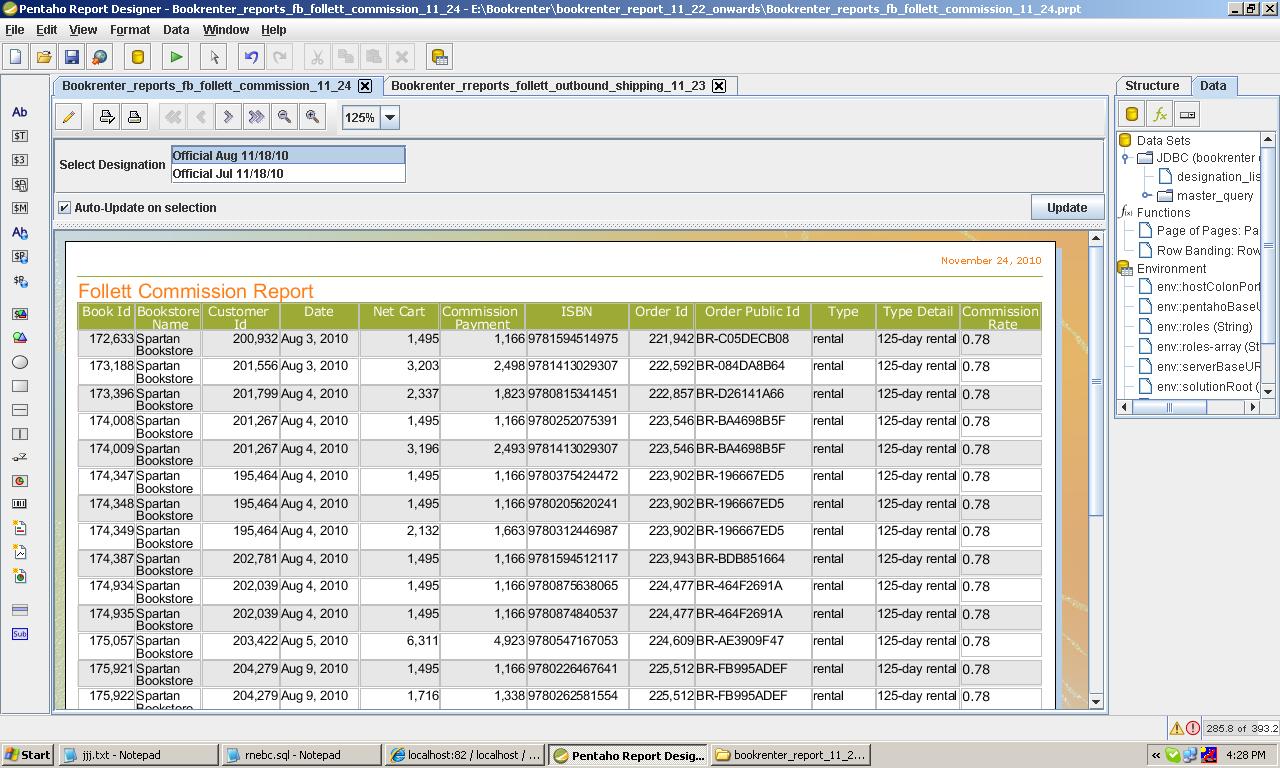 Pentaho Report Designer - Bookrenter_reports_fb_follett_commission_11_24 - E:\Bookrenter\bookrenter_report_11_22_onwards\Bookrenter_reports_fb_follett_commission_11_24.prpt
File Edit View Format Data Window Help
Bookrenter_reports_fb_follett_commission_11_24 Bookrenter_rreports_follett_outbound_shipping_11_23
Structure Data
125%
Select Designation
Official Aug 11/18/10
Official Jul 11/18/10
Auto-Update on selection
Update
Ab
$T
$3
$M
Ab
Sub
Data Sets
JDBC (bookrenter
designation_lis
master_query
Functions
Page of Pages: Pa
Row Banding: Row
Environment
env::hostColonPort
env::pentahoBaseU
env::roles (String)
env::roles-array (St
env::serverBaseUR
env::solutionRoot (
November 24, 2010
Follett Commission Report
Book Id Bookstore Name Customer Id Date Net Cart Commission Payment ISBN Order Id Order Public Id Type Type Detail Commission Rate
172,633 Spartan Bookstore 200,932 Aug 3, 2010 1,495 1,166 9781594514975 221,942 BR-C05DECB08 rental 125-day rental 0.78
173,188 Spartan Bookstore 201,556 Aug 3, 2010 3,203 2,498 9781413029307 222,592 BR-084DA8B64 rental 125-day rental 0.78
173,396 Spartan Bookstore 201,799 Aug 4, 2010 2,337 1,823 9780815341451 222,857 BR-D26141A66 rental 125-day rental 0.78
174,008 Spartan Bookstore 201,267 Aug 4, 2010 1,495 1,166 9780252075391 223,546 BR-BA4698B5F rental 125-day rental 0.78
174,009 Spartan Bookstore 201,267 Aug 4, 2010 3,196 2,493 9781413029307 223,546 BR-BA4698B5F rental 125-day rental 0.78
174,347 Spartan Bookstore 195,464 Aug 4, 2010 1,495 1,166 9780375424472 223,902 BR-196667ED5 rental 125-day rental 0.78
174,348 Spartan Bookstore 195,464 Aug 4, 2010 1,495 1,166 9780205620241 223,902 BR-196667ED5 rental 125-day rental 0.78
174,349 Spartan Bookstore 195,464 Aug 4, 2010 2,132 1,663 9780312446987 223,902 BR-196667ED5 rental 125-day rental 0.78
174,387 Spartan Bookstore 202,781 Aug 4, 2010 1,495 1,166 9781594512117 223,943 BR-BDB851664 rental 125-day rental 0.78
174,934 Spartan Bookstore 202,039 Aug 4, 2010 1,495 1,166 9780875638065 224,477 BR-464F2691A rental 125-day rental 0.78
174,935 Spartan Bookstore 202,039 Aug 4, 2010 1,495 1,166 9780874840537 224,477 BR-464F2691A rental 125-day rental 0.78
175,057 Spartan Bookstore 203,422 Aug 5, 2010 6,311 4,923 9780547167053 224,609 BR-AE3909F47 rental 125-day rental 0.78
175,921 Spartan Bookstore 204,279 Aug 9, 2010 1,495 1,166 9780226467641 225,512 BR-FB995ADEF rental 125-day rental 0.78
175,922 Spartan Bookstore 204,279 Aug 9, 2010 1,716 1,338 9780262581554 225,512 BR-FB995ADEF rental 125-day rental 0.78
285.8 of 393.2
Start jjj.txt - Notepad rnebc.sql - Notepad localhost:82 / localhost / ... Pentaho Report Desig... bookrenter_report_11_2... « 4:28 PM